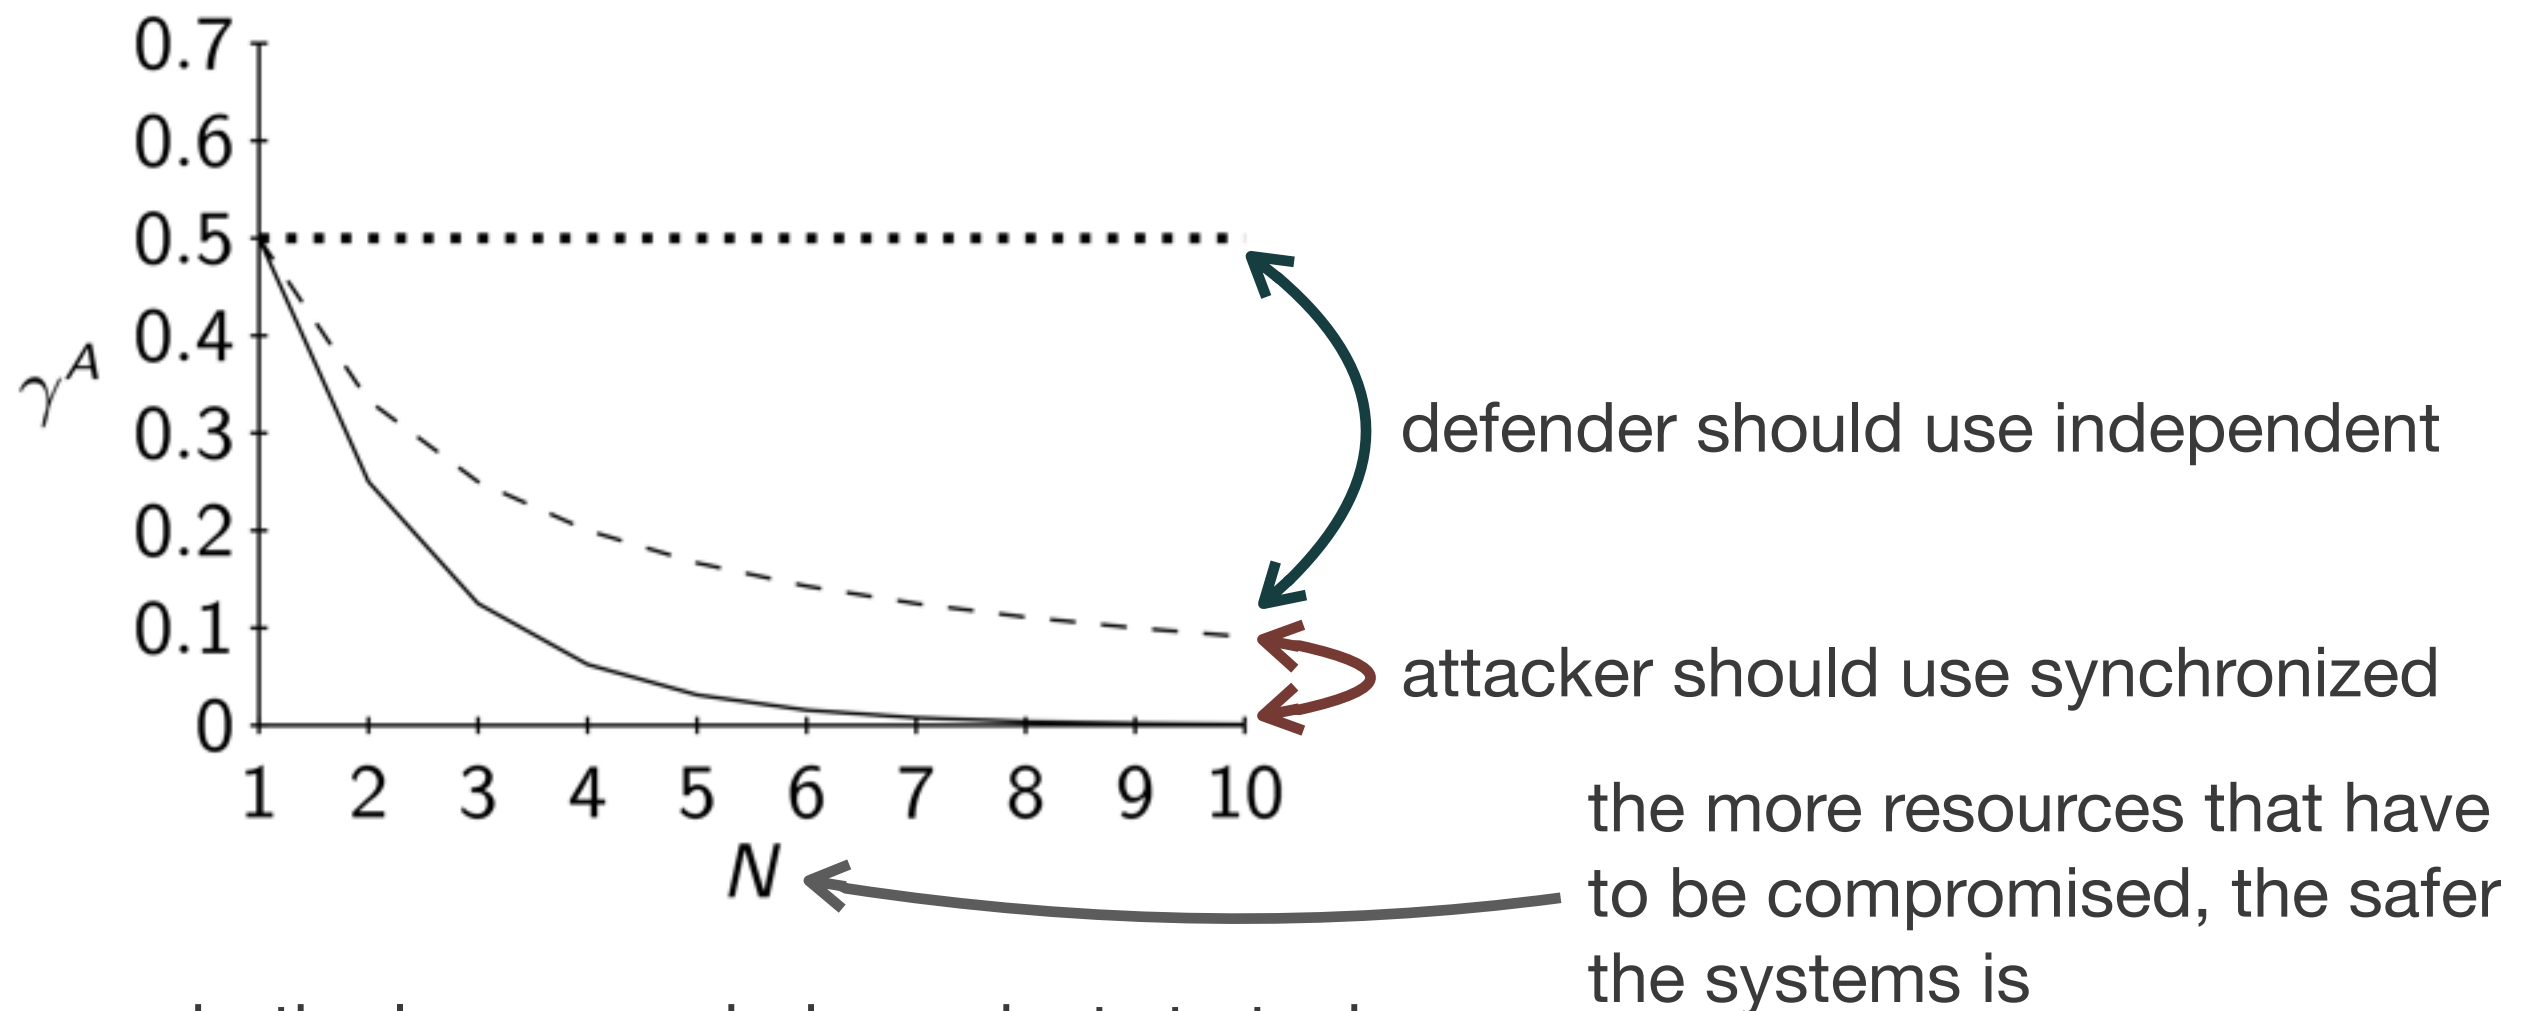 0.7
0.6
0.5
0.4
γ^A
0.3
0.2
0.1
0
1 2 3 4 5 6 7 8 9 10
N
defender should use independent
attacker should use synchronized
the more resources that have
to be compromised, the safer
the systems is